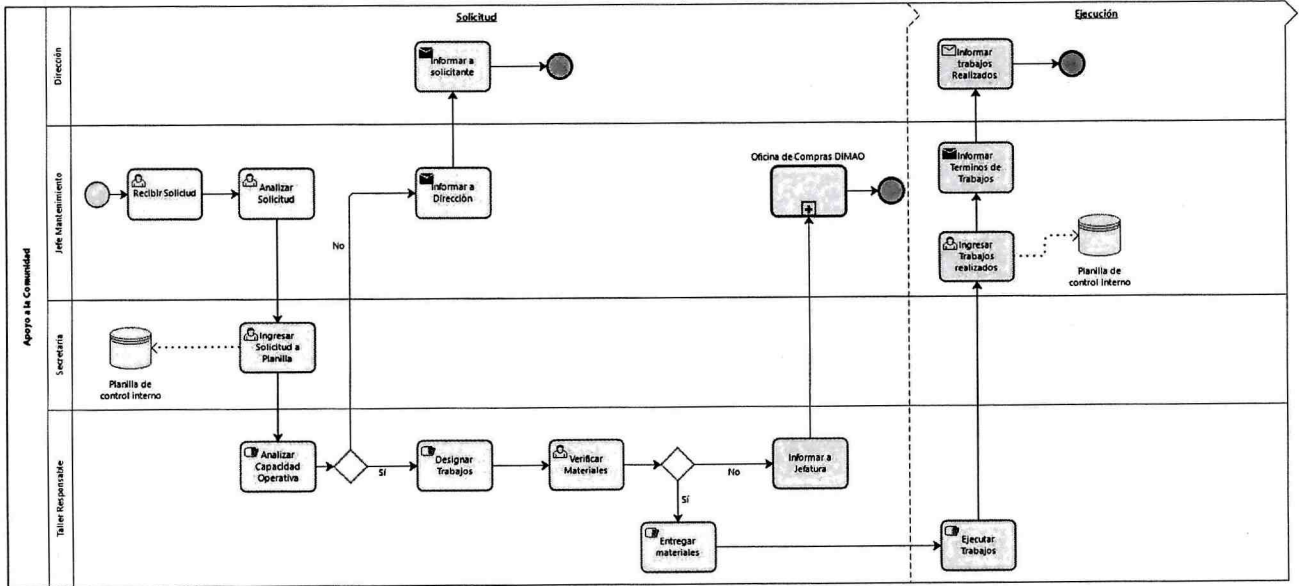 Solicitud
Ejecución
Apoyo a la Comunidad
Dirección
Informar a
solicitante
Informar
trabajos
Realizados
Jefe Mantenimiento
Recibir Soliciud
Analizar
Solicitud
Informar a
Dirección
Oficina de Compras DIMAO
Informar
Terminos de
Trabajos
No
Ingresar
Trabajos
realizados
Planilla de
control interno
Secretaria
Ingresar
Solicitud a
Planilla
Planilla de
control interno
Taller Responsable
Analizar
Capacidad
Operativa
Sí
Designar
Trabajos
Verificar
Materiales
No
Informar a
Jefatura
Sí
Entregar
materiales
Ejecutar
Trabajos